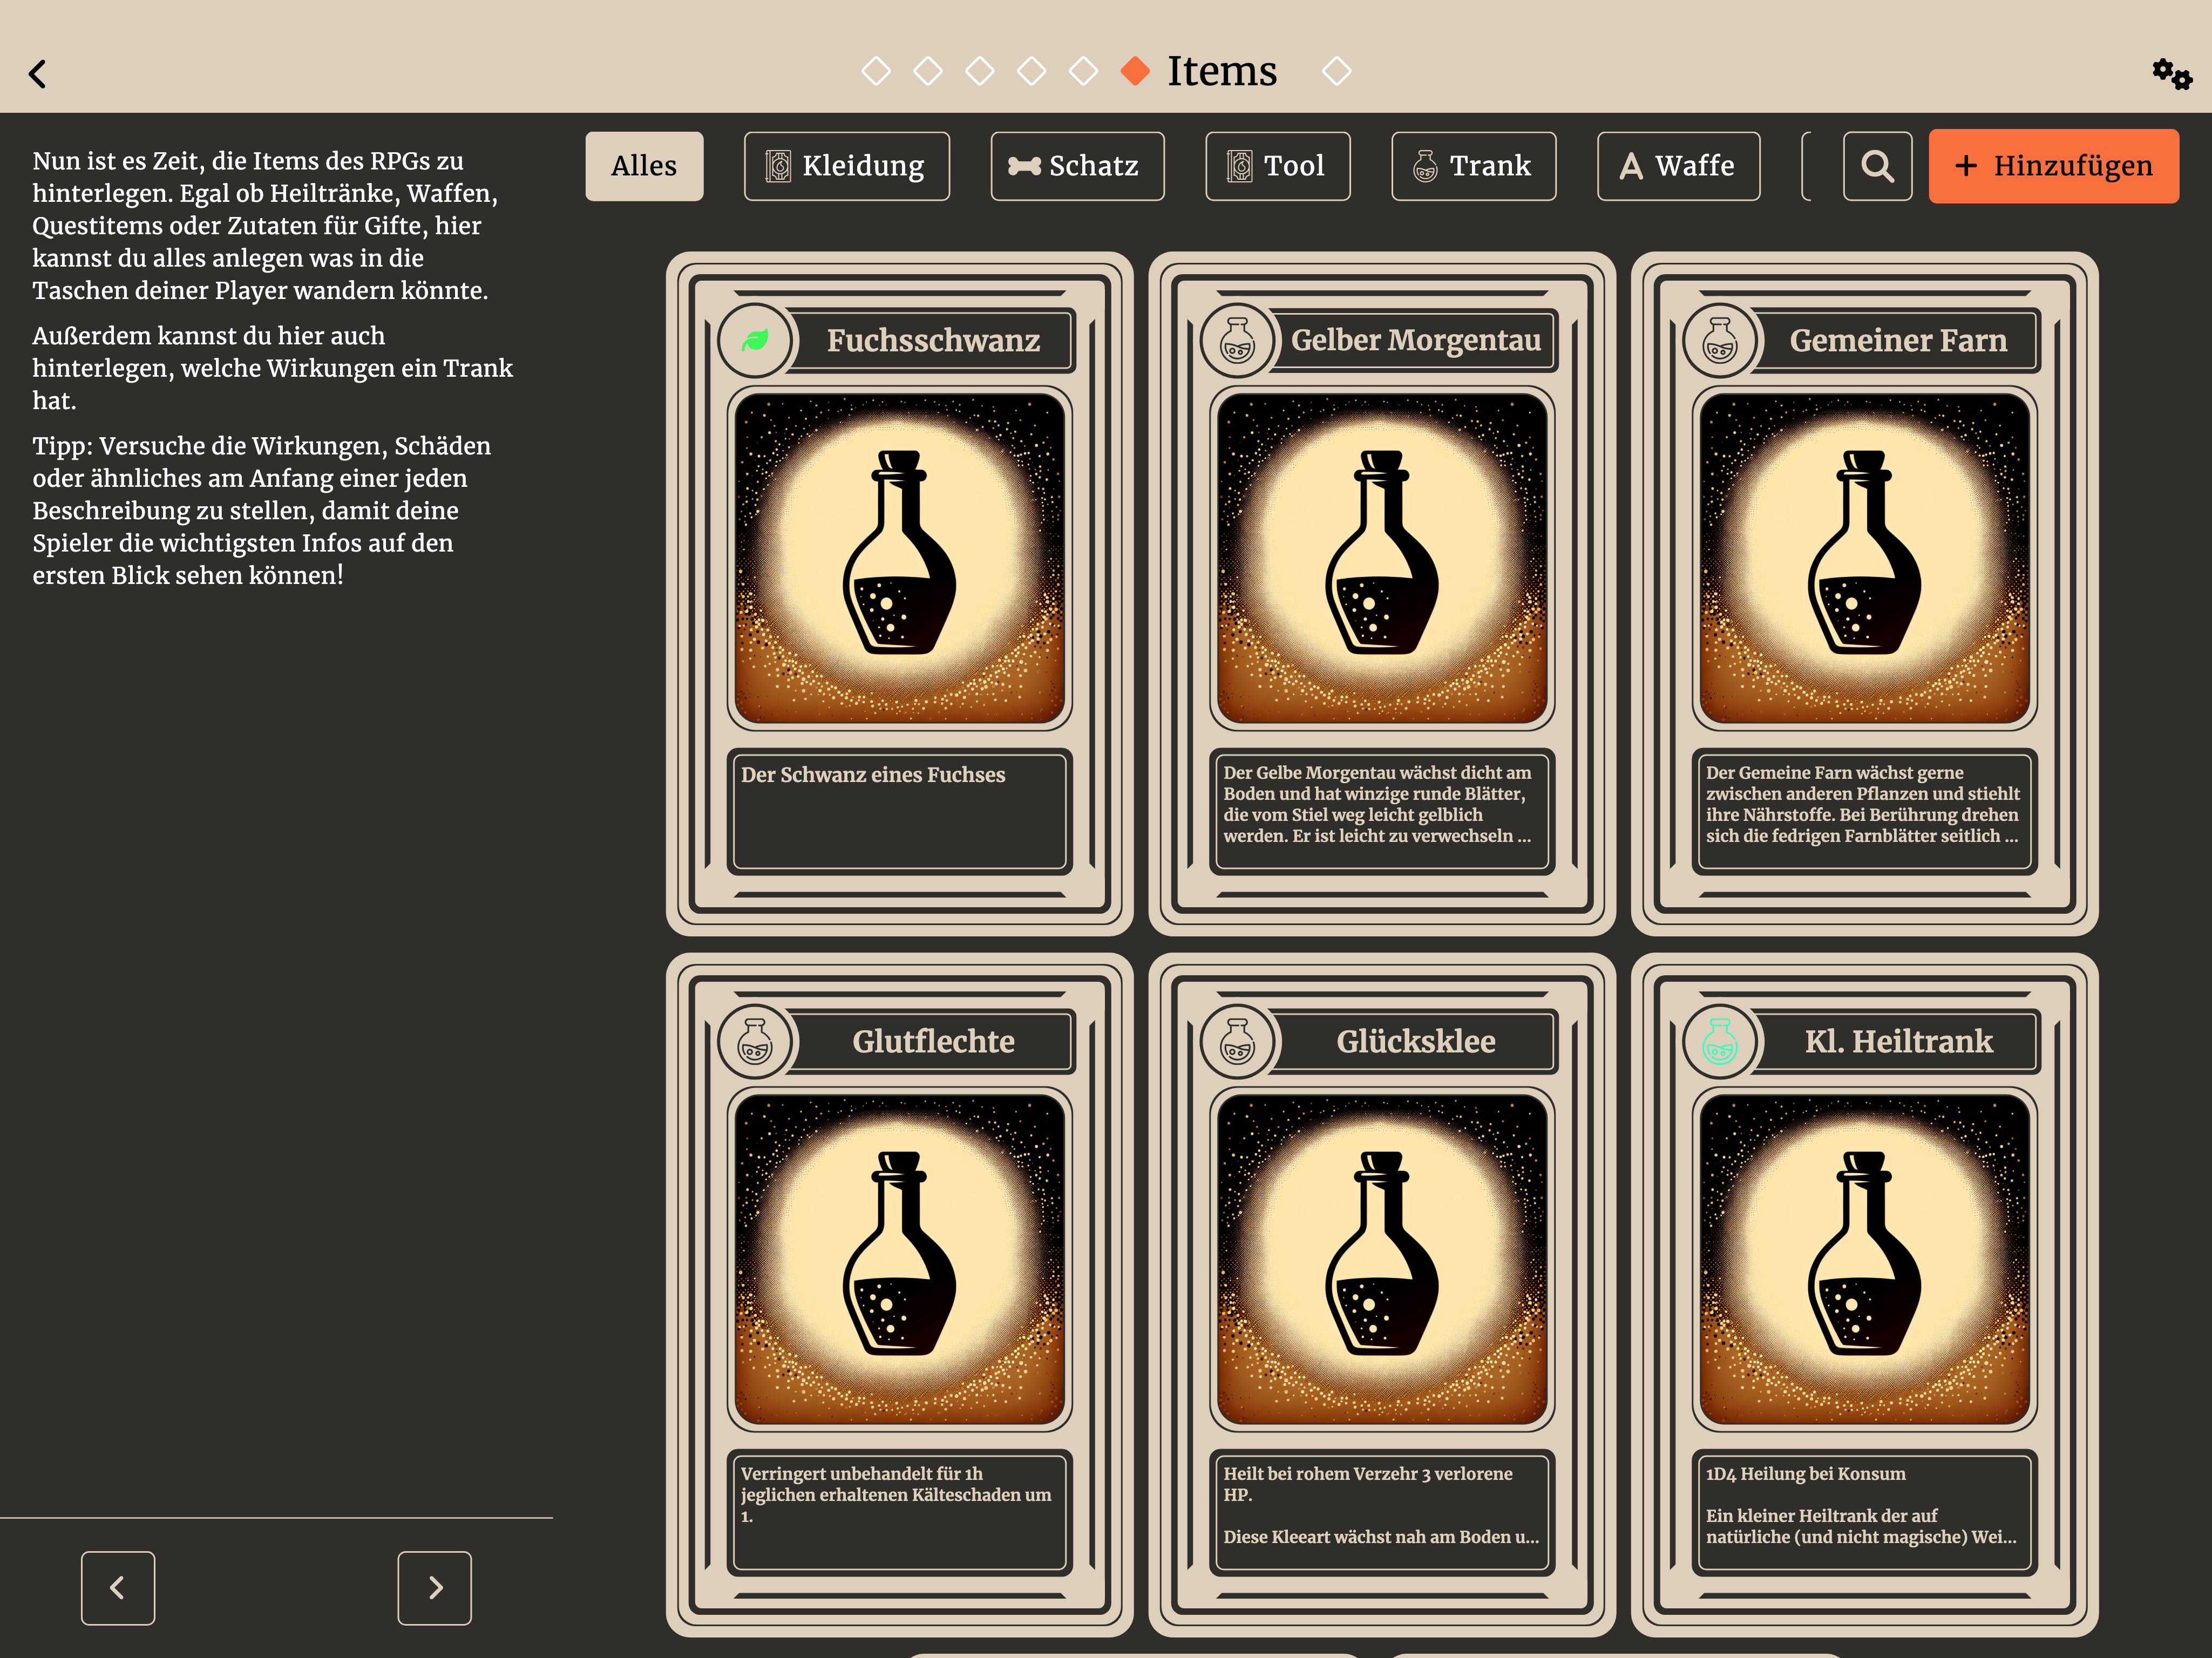 Items
Nun ist es Zeit, die Items des RPGs zu
hinterlegen. Egal ob Heiltränke, Waffen,
Questitems oder Zutaten für Gifte, hier
kannst du alles anlegen was in die
Taschen deiner Player wandern könnte.
Außerdem kannst du hier auch
hinterlegen, welche Wirkungen ein Trank
hat.
Tipp: Versuche die Wirkungen, Schäden
oder ähnliches am Anfang einer jeden
Beschreibung zu stellen, damit deine
Spieler die wichtigsten Infos auf den
ersten Blick sehen können!
Alles
Kleidung
Schatz
Tool
Trank
Waffe
+ Hinzufügen
Fuchsschwanz
Der Schwanz eines Fuchses
Gelber Morgentau
Der Gelbe Morgentau wächst dicht am
Boden und hat winzige runde Blätter,
die vom Stiel weg leicht gelblich
werden. Er ist leicht zu verwechseln ...
Gemeiner Farn
Der Gemeine Farn wächst gerne
zwischen anderen Pflanzen und stiehlt
ihre Nährstoffe. Bei Berührung drehen
sich die fedrigen Farnblätter seitlich ...
Glutflechte
Verringert unbehandelt für 1h
jeglichen erhaltenen Kälteschaden um
1.
Glücksklee
Heilt bei rohem Verzehr 3 verlorene
HP.
Diese Kleeart wächst nah am Boden u...
Kl. Heiltrank
1D4 Heilung bei Konsum
Ein kleiner Heiltrank der auf
natürliche (und nicht magische) Wei...